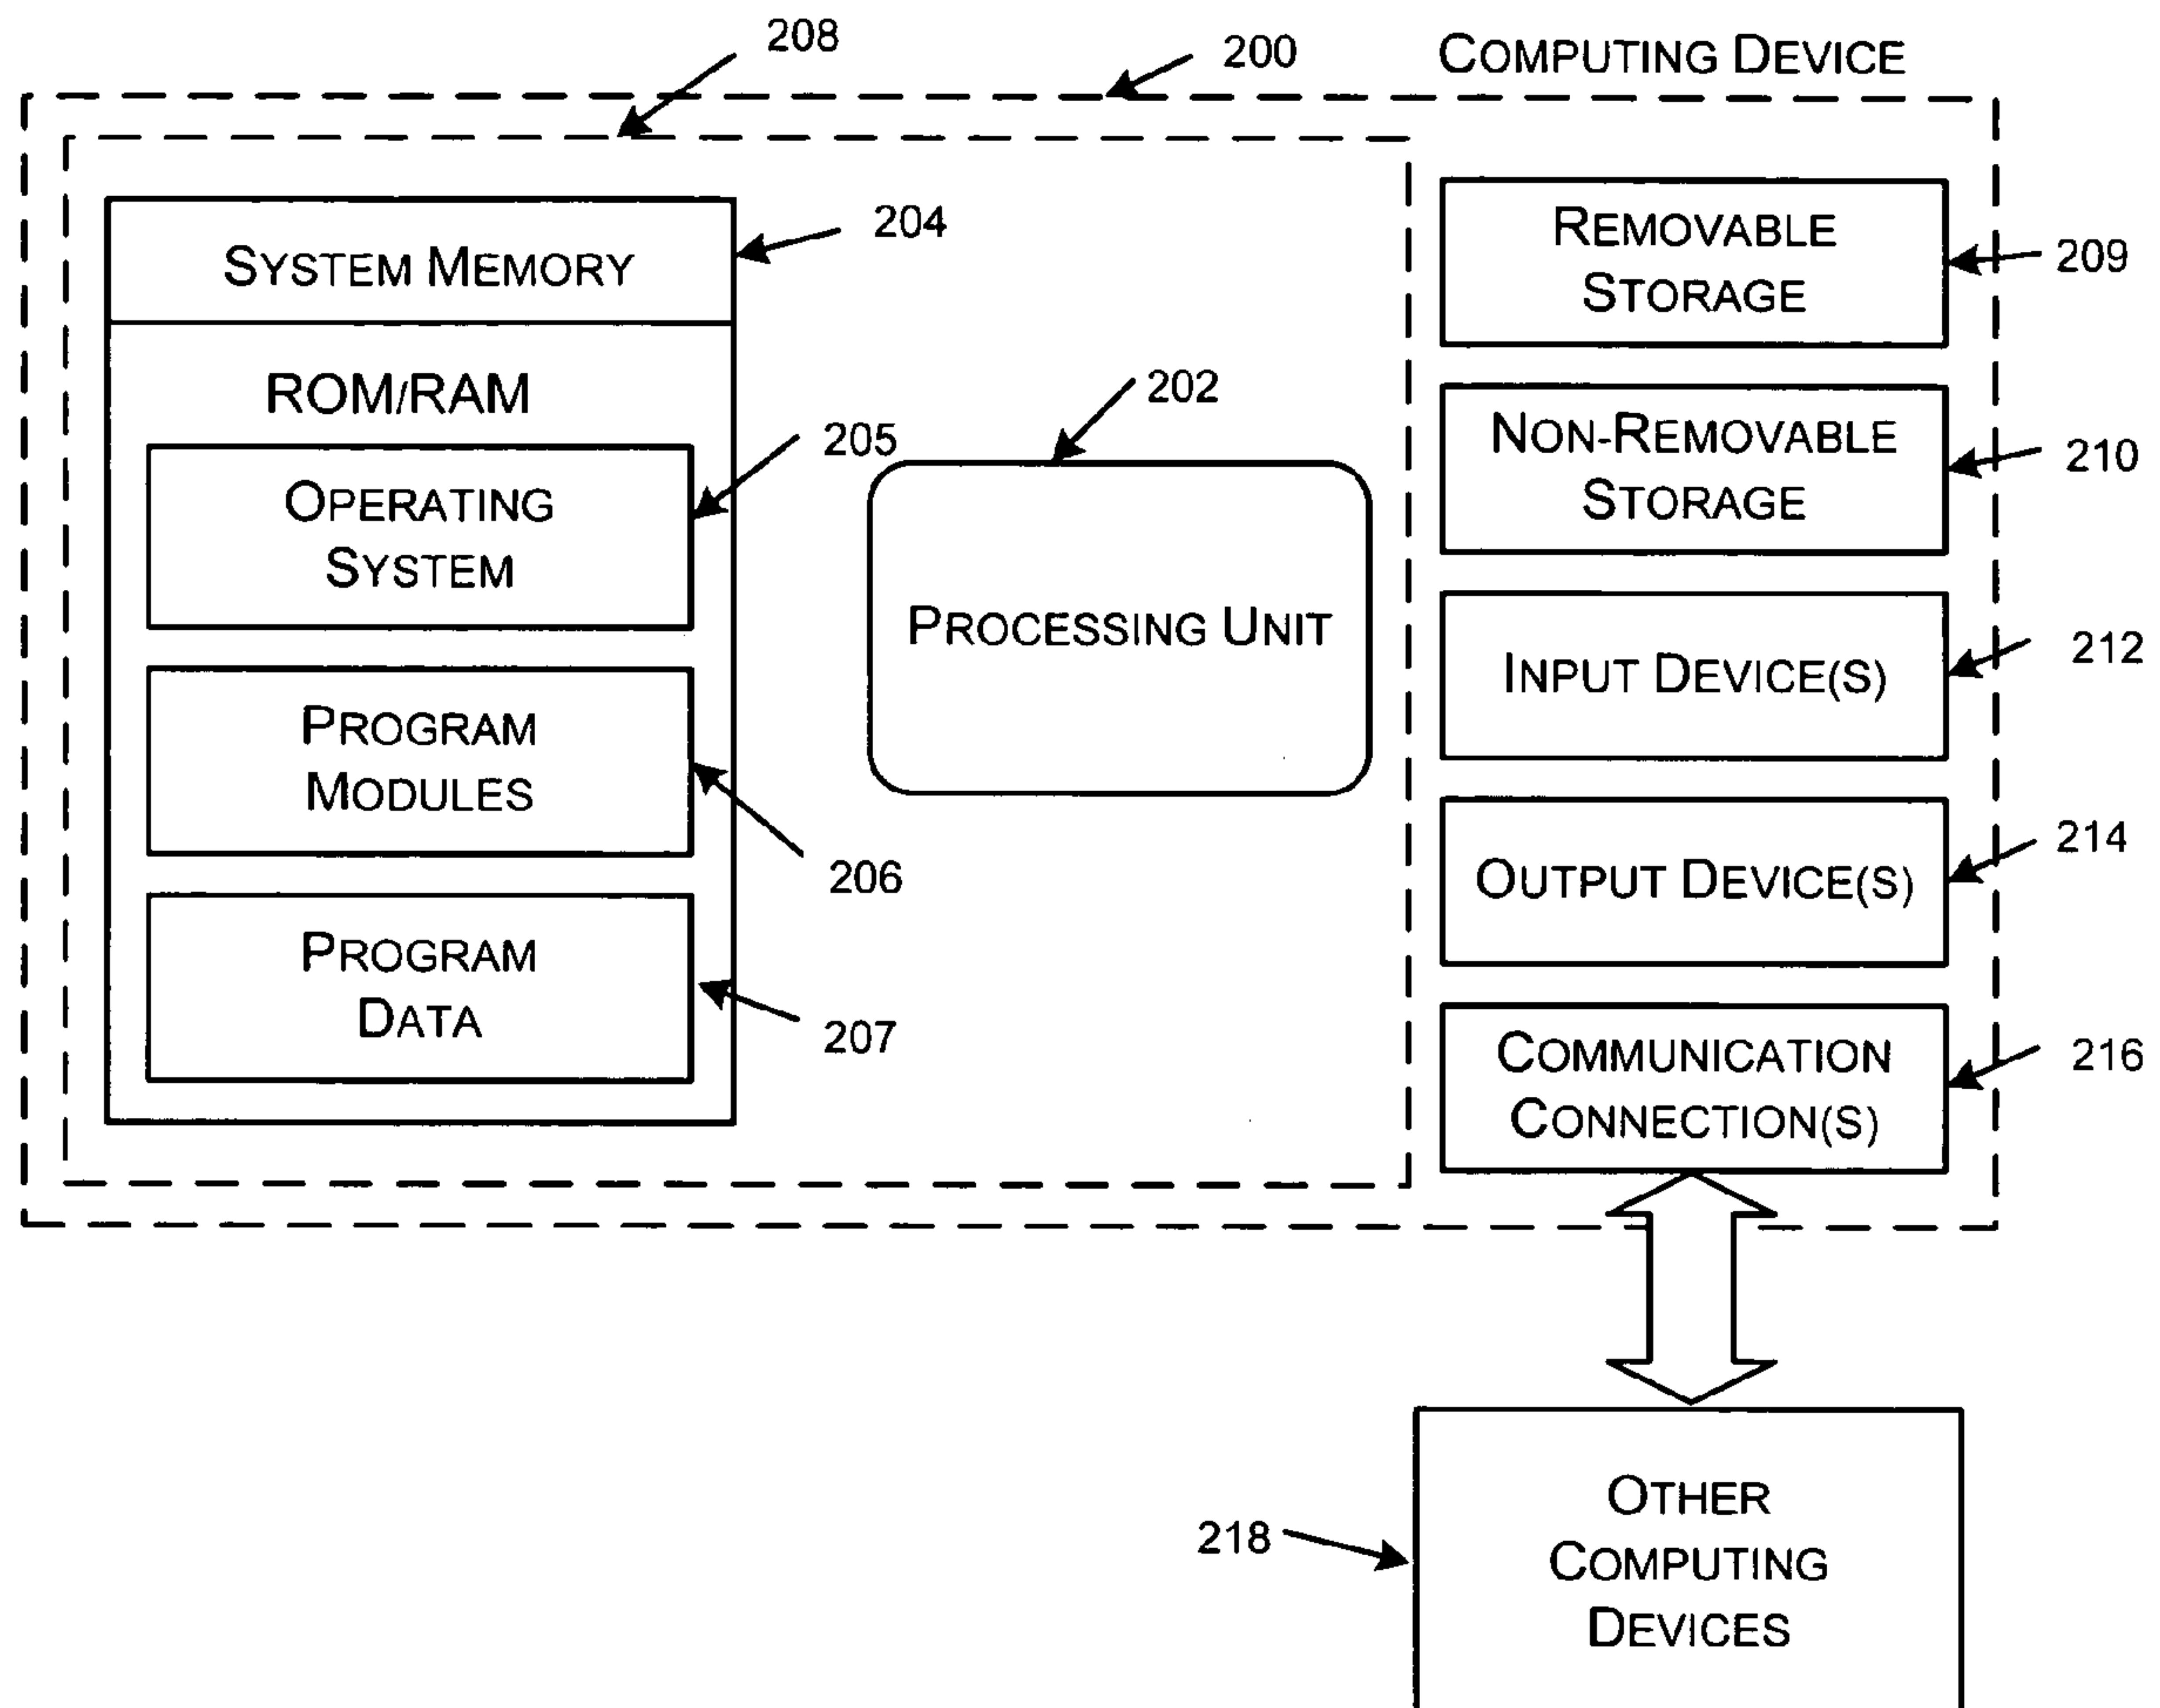 208
200
COMPUTING DEVICE
204
SYSTEM MEMORY
ROM/RAM
205
OPERATING
SYSTEM
PROGRAM
MODULES
206
PROGRAM
DATA
207
202
PROCESSING UNIT
REMOVABLE
STORAGE
209
NON-REMOVABLE
STORAGE
210
INPUT DEVICE(S)
212
OUTPUT DEVICE(S)
214
COMMUNICATION
CONNECTION(S)
216
218
OTHER
COMPUTING
DEVICES